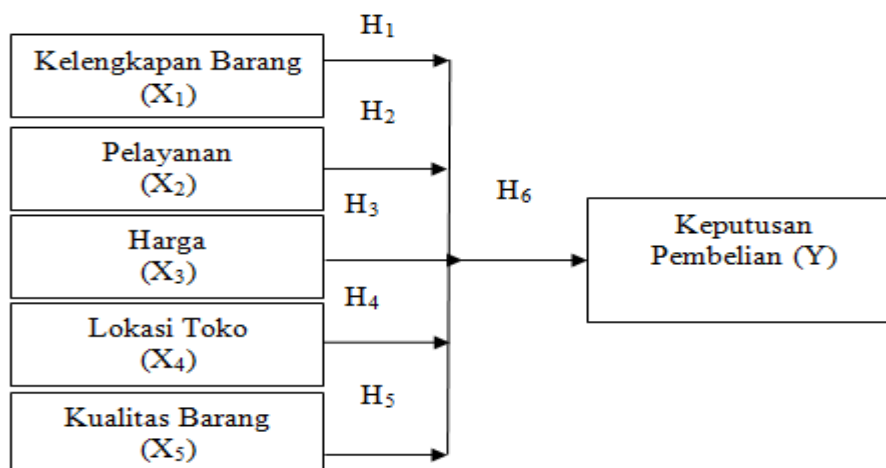 H₁
Kelengkapan Barang
(X₁)
H₂
Pelayanan
(X₂)
H₃
Harga
(X₃)
H₄
Lokasi Toko
(X₄)
H₅
Kualitas Barang
(X₅)
H₆
Keputusan
Pembelian (Y)